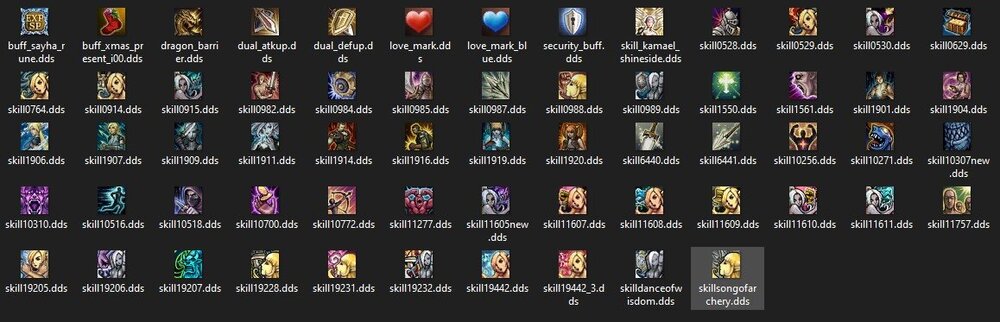 EXP
SP
buff_sayha_r buff_xmas_pr dragon_barri dual_atkup.d dual_defup.d love_mark.dd love_mark_bl security_buff. skill_kamael_ skill0528.dds skill0529.dds skill0530.dds skill0629.dds
une.dds esent_i00.dds er.dds ds ds s ue.dds dds shineside.dds
skill0764.dds skill0914.dds skill0915.dds skill0982.dds skill0984.dds skill0985.dds skill0987.dds skill0988.dds skill0989.dds skill1550.dds skill1561.dds skill1901.dds skill1904.dds
skill1906.dds skill1907.dds skill1909.dds skill1911.dds skill1914.dds skill1916.dds skill1919.dds skill1920.dds skill6440.dds skill6441.dds skill10256.dds skill10271.dds skill10307new
.dds
skill10310.dds skill10516.dds skill10518.dds skill10700.dds skill10772.dds skill11277.dds skill11605new skill11607.dds skill11608.dds skill11609.dds skill11610.dds skill11611.dds skill11757.dds
.dds
skill19205.dds skill19206.dds skill19207.dds skill19228.dds skill19231.dds skill19232.dds skill19442.dds skill19442_3.d skilldanceofw skillsongofar
ds isdom.dds chery.dds